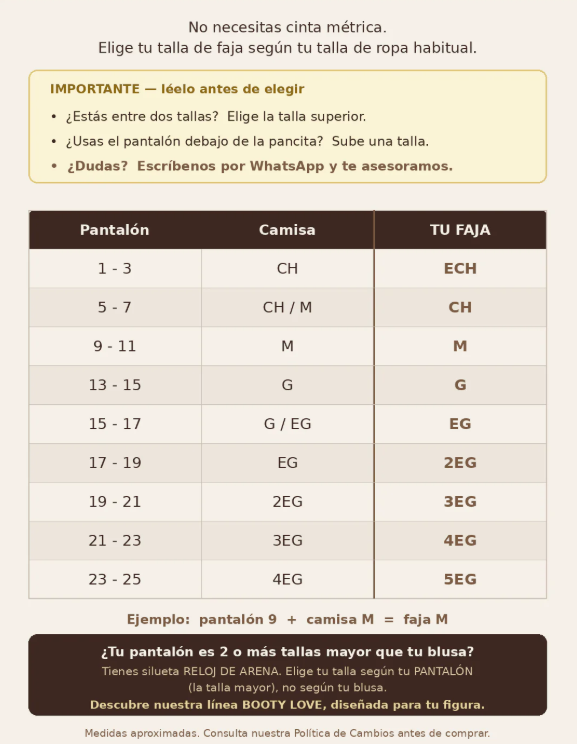 No necesitas cinta métrica.
Elige tu talla de faja según tu talla de ropa habitual.
IMPORTANTE — léelo antes de elegir
• ¿Estás entre dos tallas? Elige la talla superior.
• ¿Usas el pantalón debajo de la pancita? Sube una talla.
• ¿Dudas? Escríbenos por WhatsApp y te asesoramos.
Pantalón Camisa TU FAJA
1 - 3 CH ECH
5 - 7 CH / M CH
9 - 11 M M
13 - 15 G G
15 - 17 G / EG EG
17 - 19 EG 2EG
19 - 21 2EG 3EG
21 - 23 3EG 4EG
23 - 25 4EG 5EG
Ejemplo: pantalón 9 + camisa M = faja M
¿Tu pantalón es 2 o más tallas mayor que tu blusa?
Tienes silueta RELOJ DE ARENA. Elige tu talla según tu PANTALÓN
(la talla mayor), no según tu blusa.
Descubre nuestra línea BOOTY LOVE, diseñada para tu figura.
Medidas aproximadas. Consulta nuestra Política de Cambios antes de comprar.